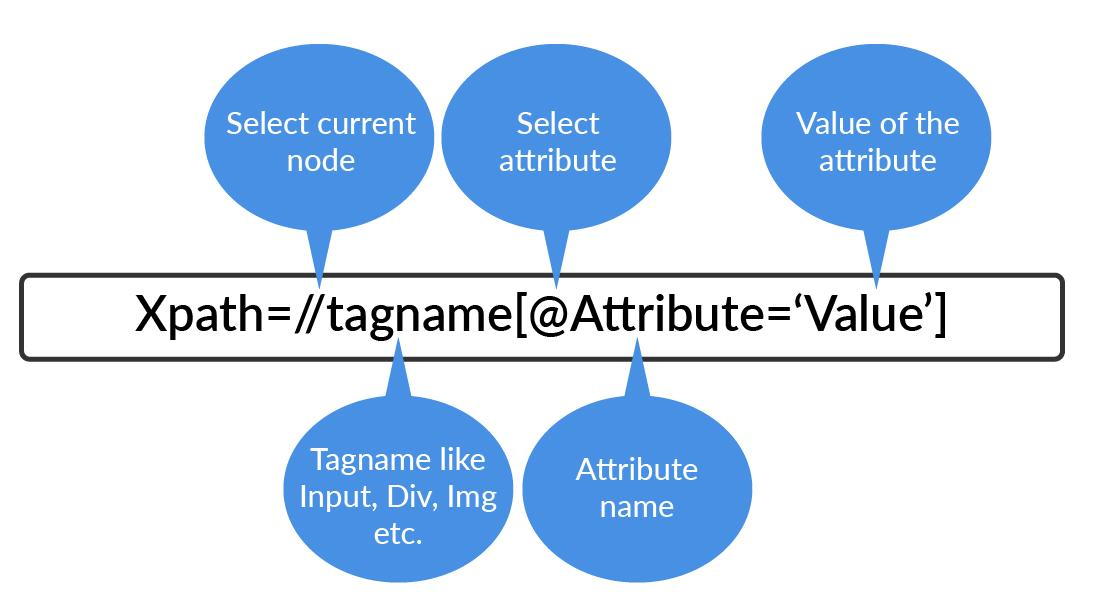 Select current
node
Select
attribute
Value of the
attribute
Xpath=//tagname[@Attribute=‘Value’]
Tagname like
Input, Div, Img
etc.
Attribute
name